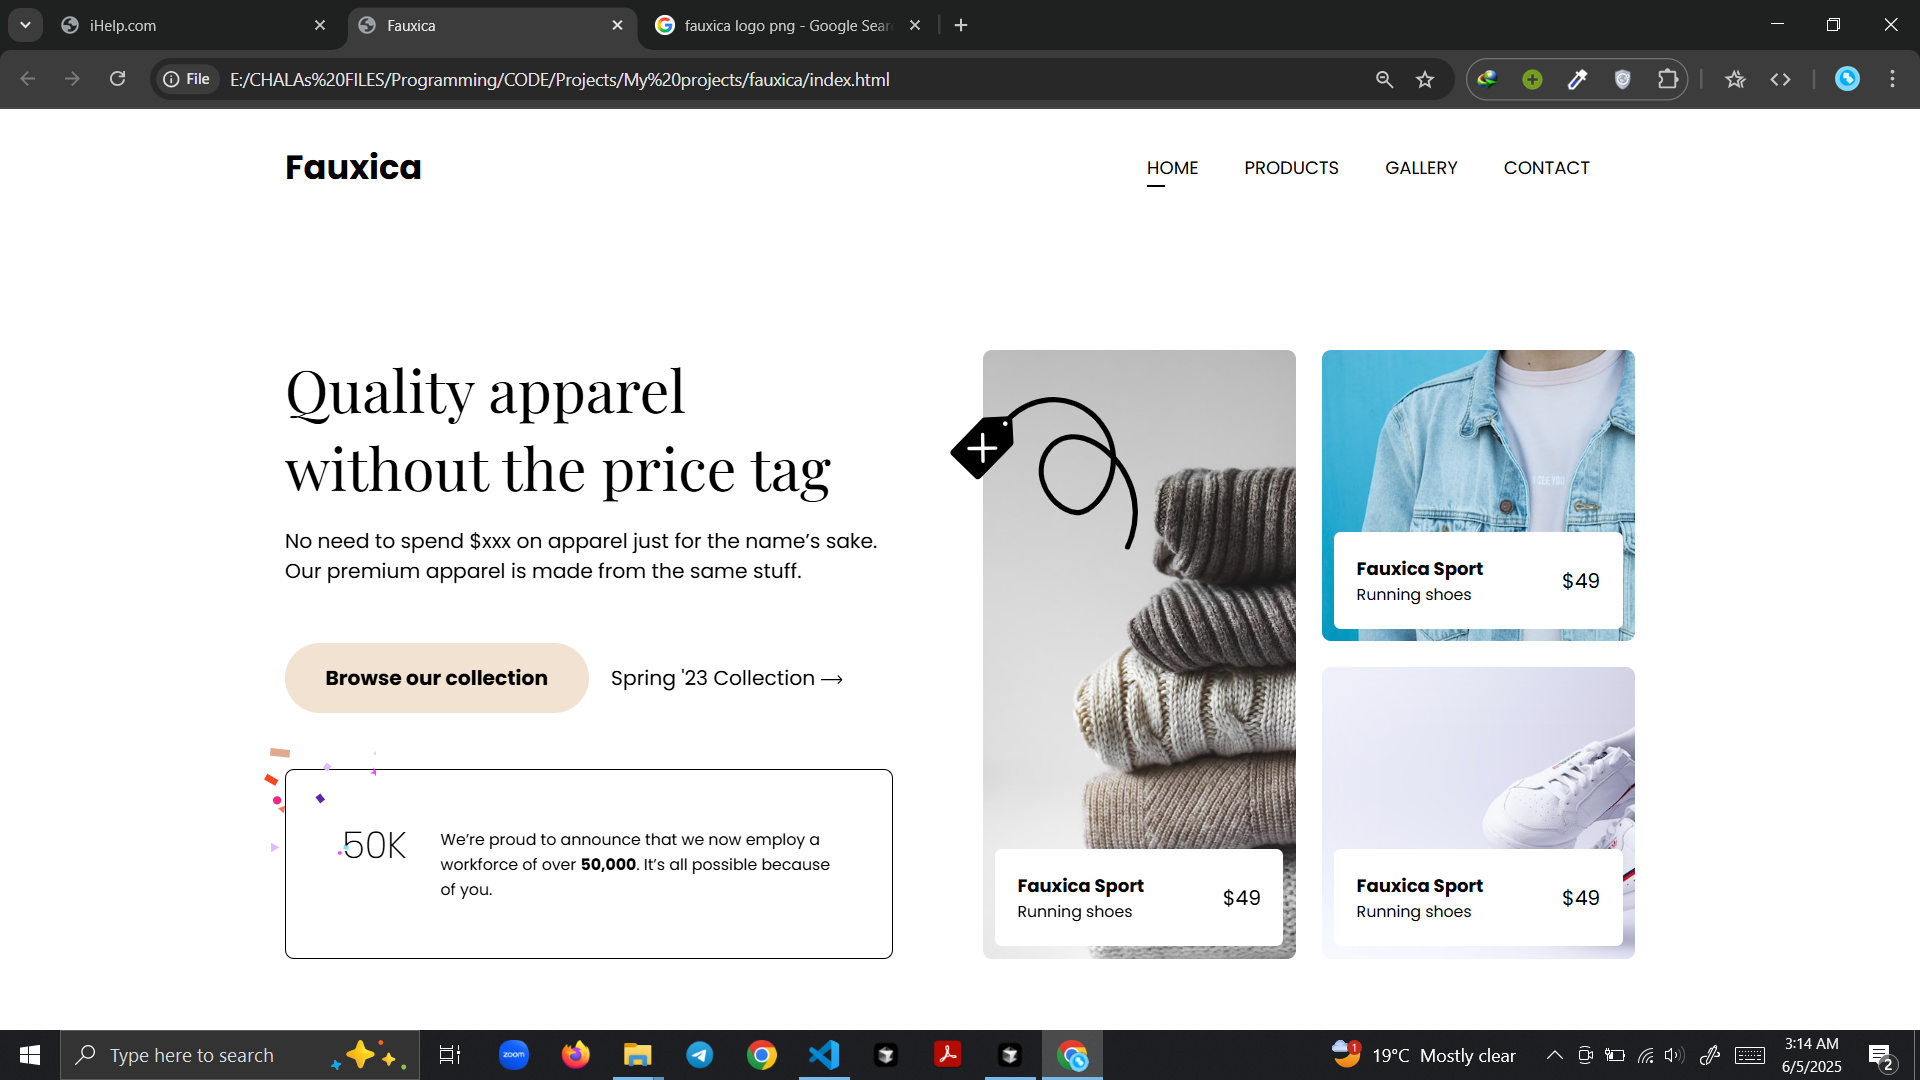 iHelp.com
Fauxica
fauxica logo png - Google Sear
File
E:/CHALAs%20FILES/Programming/CODE/Projects/My%20projects/fauxica/index.html
Fauxica
HOME PRODUCTS GALLERY CONTACT
Quality apparel
without the price tag
No need to spend $xxx on apparel just for the name’s sake.
Our premium apparel is made from the same stuff.
Browse our collection
Spring '23 Collection →
50K
We’re proud to announce that we now employ a
workforce of over 50,000. It’s all possible because
of you.
Fauxica Sport
Running shoes
$49
I SEE YOU
Fauxica Sport
Running shoes
$49
Fauxica Sport
Running shoes
$49
Type here to search
zoom
1
19°C Mostly clear
3:14 AM
6/5/2025
2